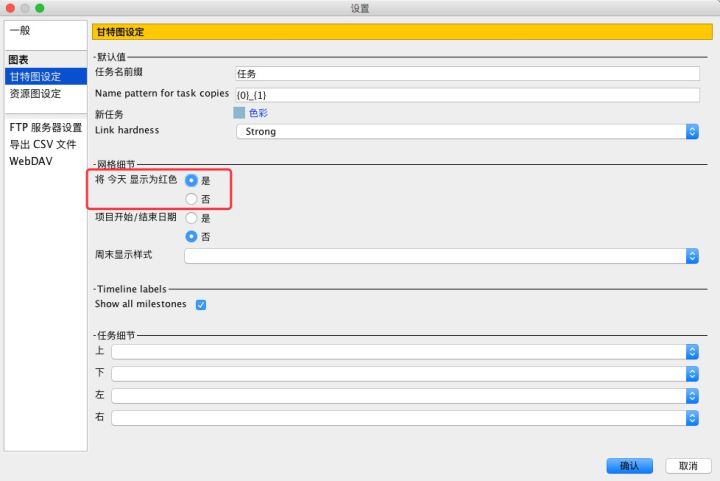 设置
一般
图表
甘特图设定
资源图设定
FTP 服务器设置
导出 CSV 文件
WebDAV
甘特图设定
默认值
任务名前缀 任务
Name pattern for task copies {0}_{1}
新任务 色彩
Link hardness Strong
网格细节
将 今天 显示为红色 是
否
项目开始/结束日期 是
否
周末显示样式
Timeline labels
Show all milestones
任务细节
上
下
左
右
确认 取消